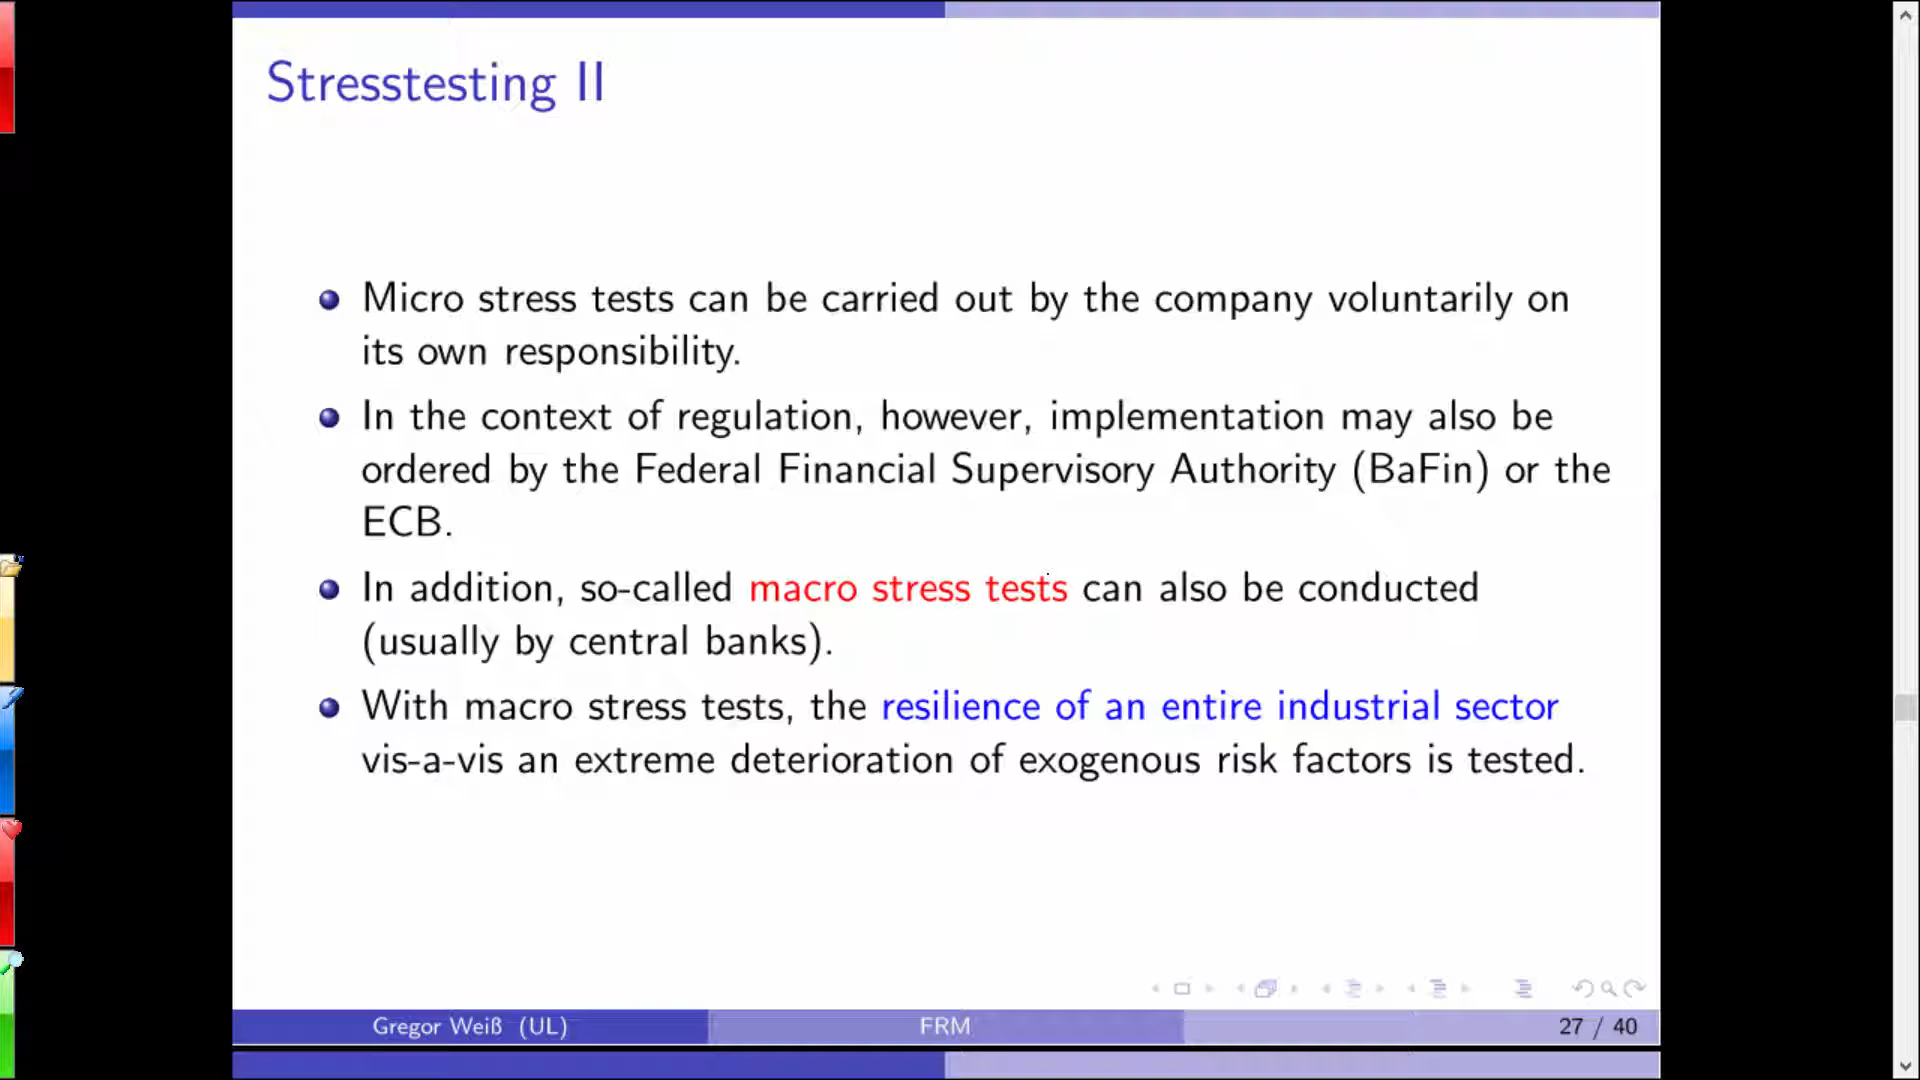 Stresstesting II
Micro stress tests can be carried out by the company voluntarily on
its own responsibility.
In the context of regulation, however, implementation may also be
ordered by the Federal Financial Supervisory Authority (BaFin) or the
ECB.
In addition, so-called macro stress tests can also be conducted
(usually by central banks).
With macro stress tests, the resilience of an entire industrial sector
vis-a-vis an extreme deterioration of exogenous risk factors is tested.
Gregor Weiß (UL) FRM 27 / 40